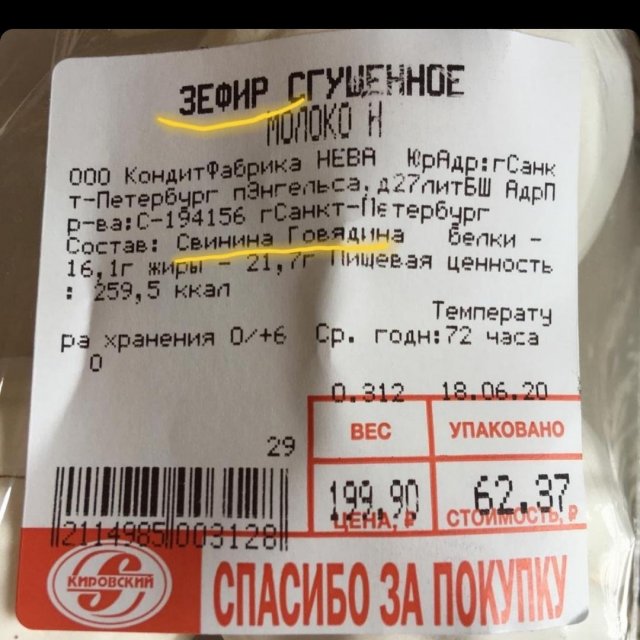 ЗЕФИР СГУЩЕННОЕ
МОЛОКО И
ООО КондитФабрика НЕВА ЮрАдр:гСанк
т-Петербург пЭнгельса,д27литБШ АдрП
р-ва:С-194156 гСанкт-Петербург
Состав: Свинина Говядина белки -
16,1г жиры - 21,7г Пищевая ценность
: 259,5 ккал
Температу
ра хранения 0/+6 Ср. годн:72 часа
0
0.312 18.06.20
ВЕС УПАКОВАНО
29
199,90 62.37
ЦЕНА, ₽ СТОИМОСТЬ, ₽
2114985003128
КИРОВСКИЙ
СПАСИБО ЗА ПОКУПКУ